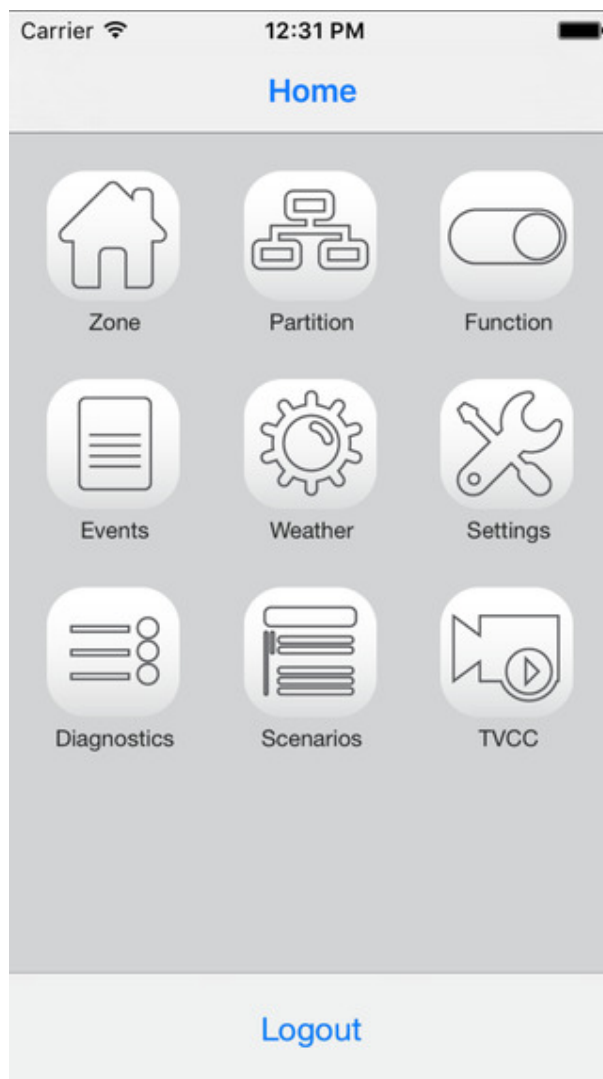 Carrier 12:31 PM
Home
Zone Partition Function
Events Weather Settings
Diagnostics Scenarios TVCC
Logout